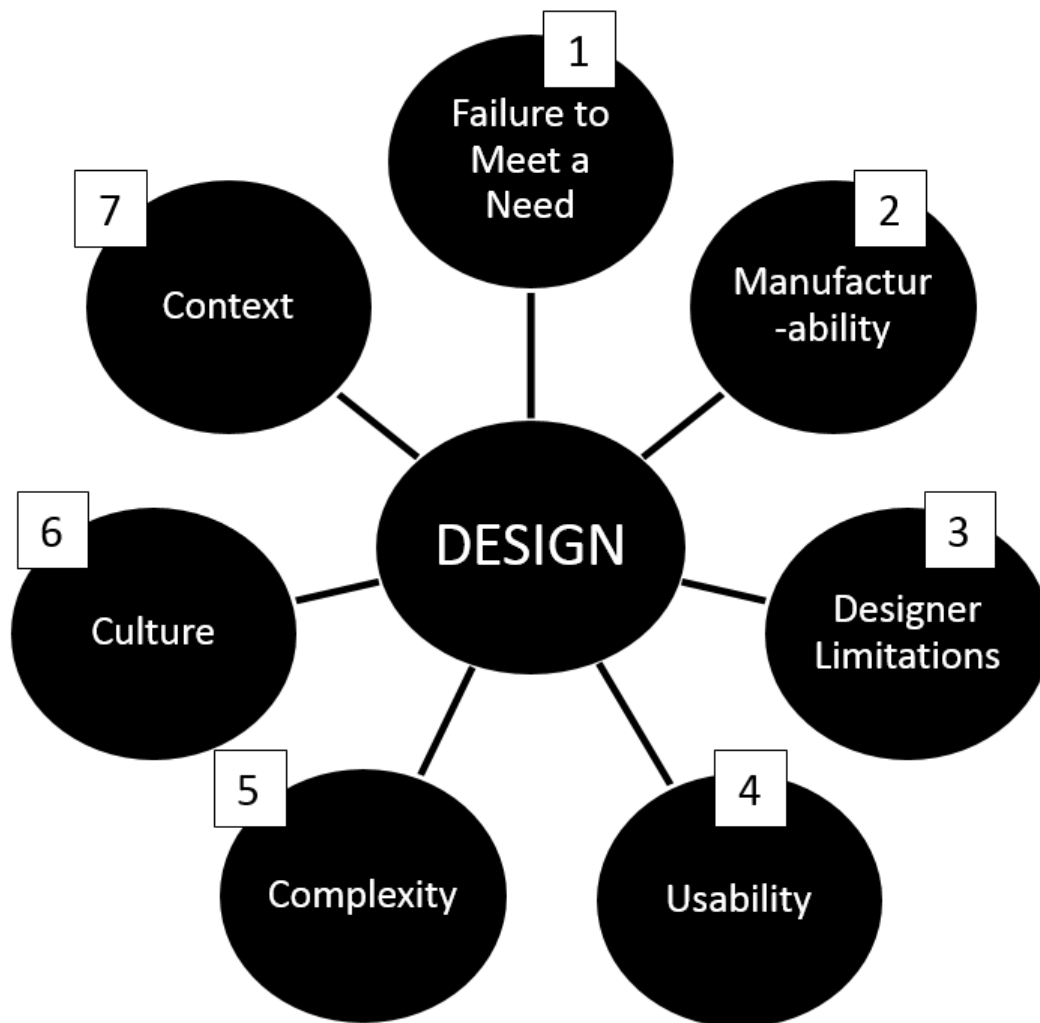 1
Failure to
Meet a
Need
2
Manufactur
-ability
3
Designer
Limitations
4
Usability
5
Complexity
6
Culture
7
Context
DESIGN